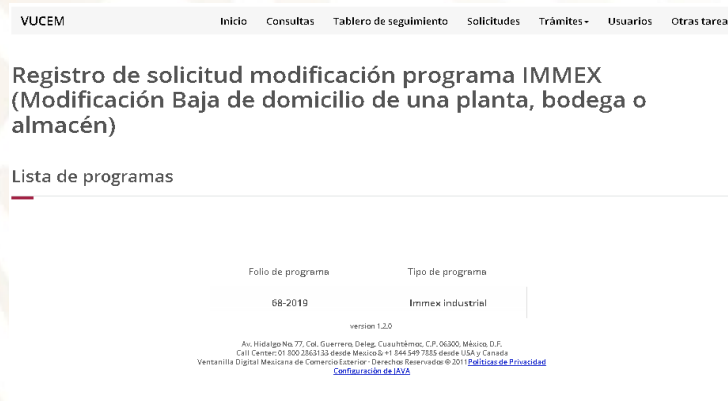 VUCEM Inicio Consultas Tablero de seguimiento Solicitudes Trámites Usuarios Otras tarea
Registro de solicitud modificación programa IMMEX
(Modificación Baja de domicilio de una planta, bodega o
almacén)
Lista de programas
Folio de programa Tipo de programa
68-2019 Immex industrial
version 1.2.0
Av. Hidalgo No. 77, Col. Guerrero, Deleg, Cuauhtémoc, C.P. 06300, México, D.F.
Call Center: 01 800 2863133 desde Mexico & +1 844 549 7885 desde USA y Canada
Ventanilla Digital Mexicana de Comercio Exterior - Derechos Reservados © 2011 Políticas de Privacidad
Configuración de JAVA